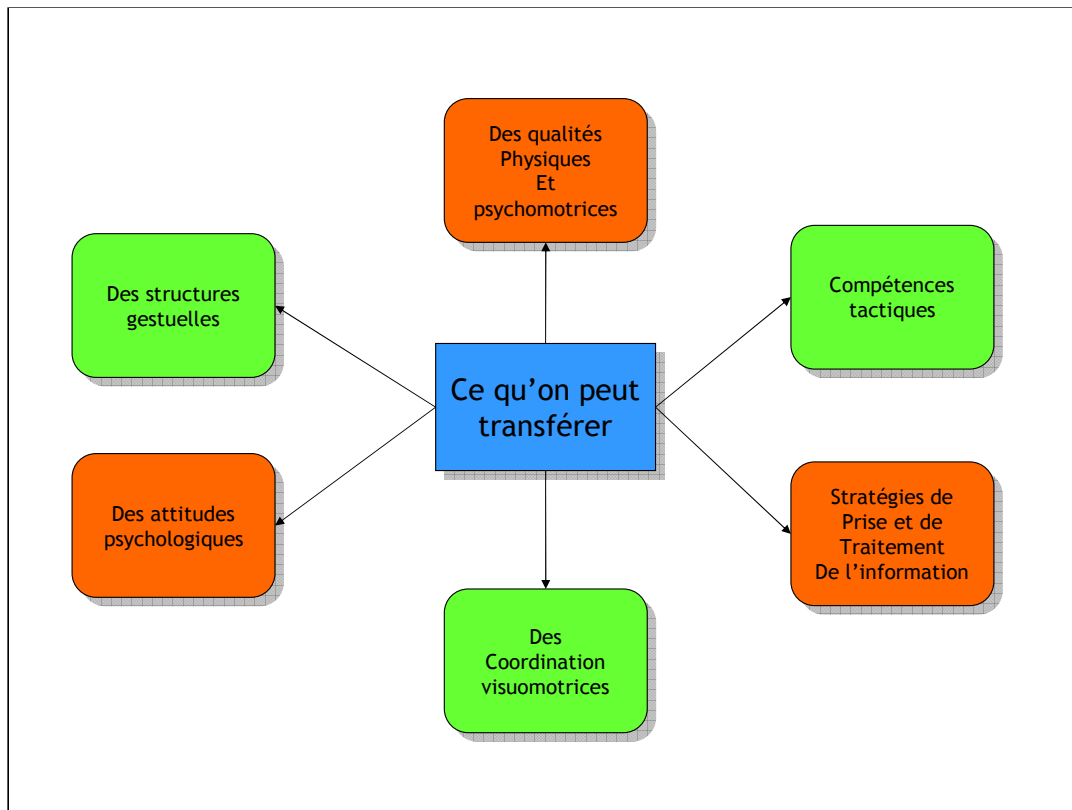 Des qualités
Physiques
Et
psychomotrices
Des structures
gestuelles
Compétences
tactiques
Ce qu'on peut
transférer
Des attitudes
psychologiques
Stratégies de
Prise et de
Traitement
De l'information
Des
Coordination
visuomotrices